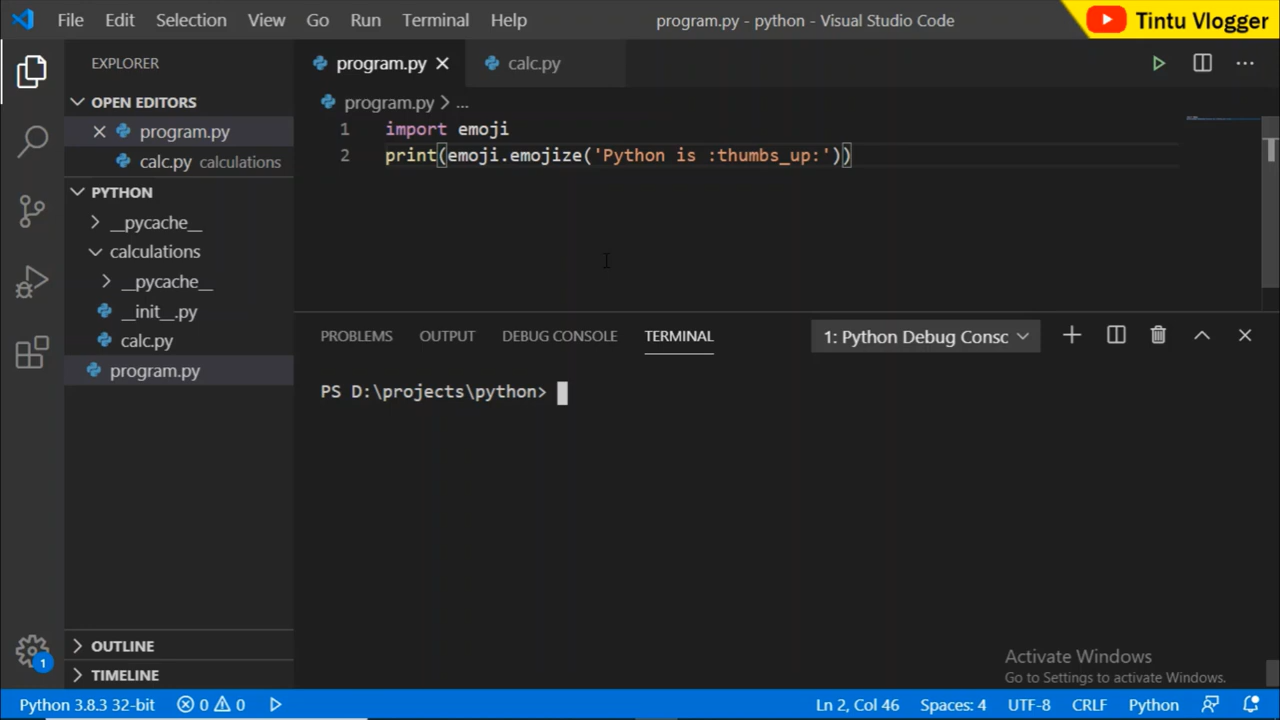 File Edit Selection View Go Run Terminal Help program.py - python - Visual Studio Code Tintu Vlogger
EXPLORER
OPEN EDITORS
program.py
calc.py calculations
PYTHON
__pycache__
calculations
__pycache__
__init__.py
calc.py
program.py
OUTLINE
TIMELINE
program.py calc.py
program.py > ...
1 import emoji
2 print(emoji.emojize('Python is :thumbs_up:'))
PROBLEMS OUTPUT DEBUG CONSOLE TERMINAL 1: Python Debug Consc
PS D:\projects\python>
Activate Windows
Go to Settings to activate Windows.
1
Python 3.8.3 32-bit 0 0 Ln 2, Col 46 Spaces: 4 UTF-8 CRLF Python